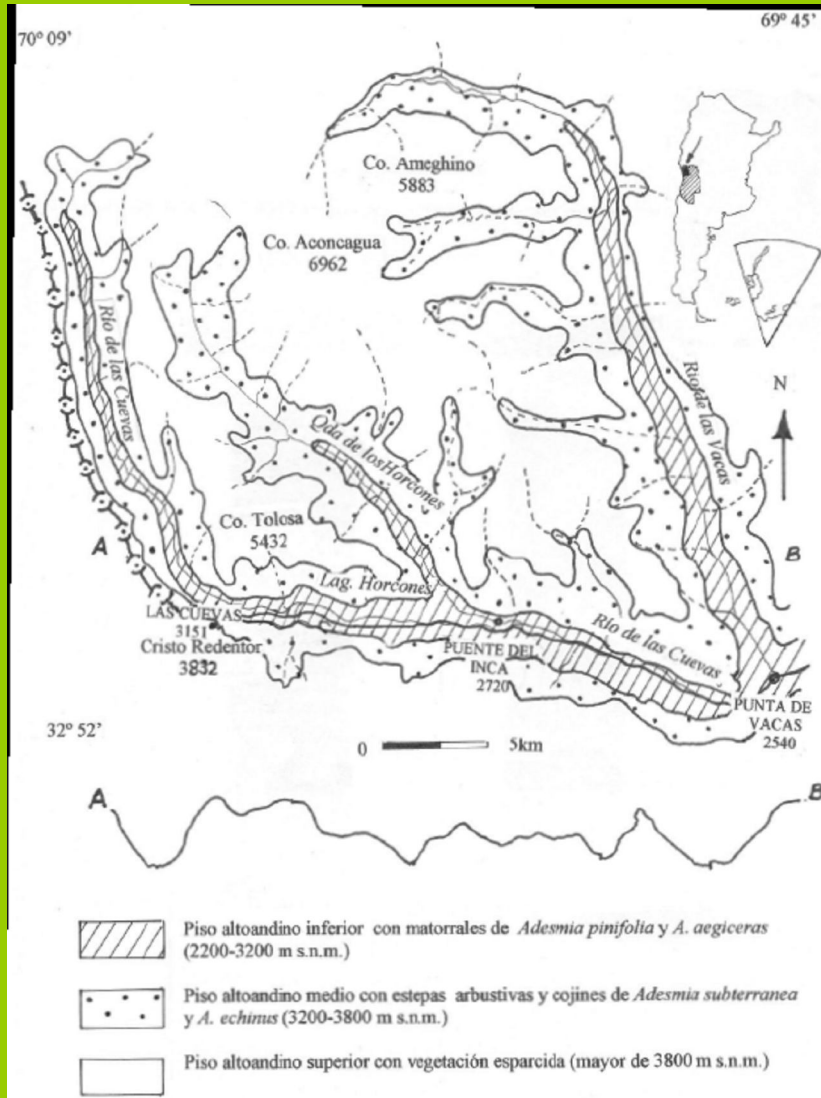 70° 09’
69° 45’
Co. Ameghino
5883
Co. Aconcagua
6962
Río de las Cuevas
Río de las Vacas
N
Qda de los Horcones
Co. Tolosa
5432
A
B
Lag. Horcones
LAS CUEVAS
3151
Cristo Redentor
3832
Río de las Cuevas
PUENTE DEL
INCA
2720
PUNTA DE
VACAS
2540
32° 52’
0 5km
A
B
Piso altoandino inferior con matorrales de Adesmia pinifolia y A. aegiceras
(2200-3200 m s.n.m.)
Piso altoandino medio con estepas arbustivas y cojines de Adesmia subterranea
y A. echinus (3200-3800 m s.n.m.)
Piso altoandino superior con vegetación esparcida (mayor de 3800 m s.n.m.)